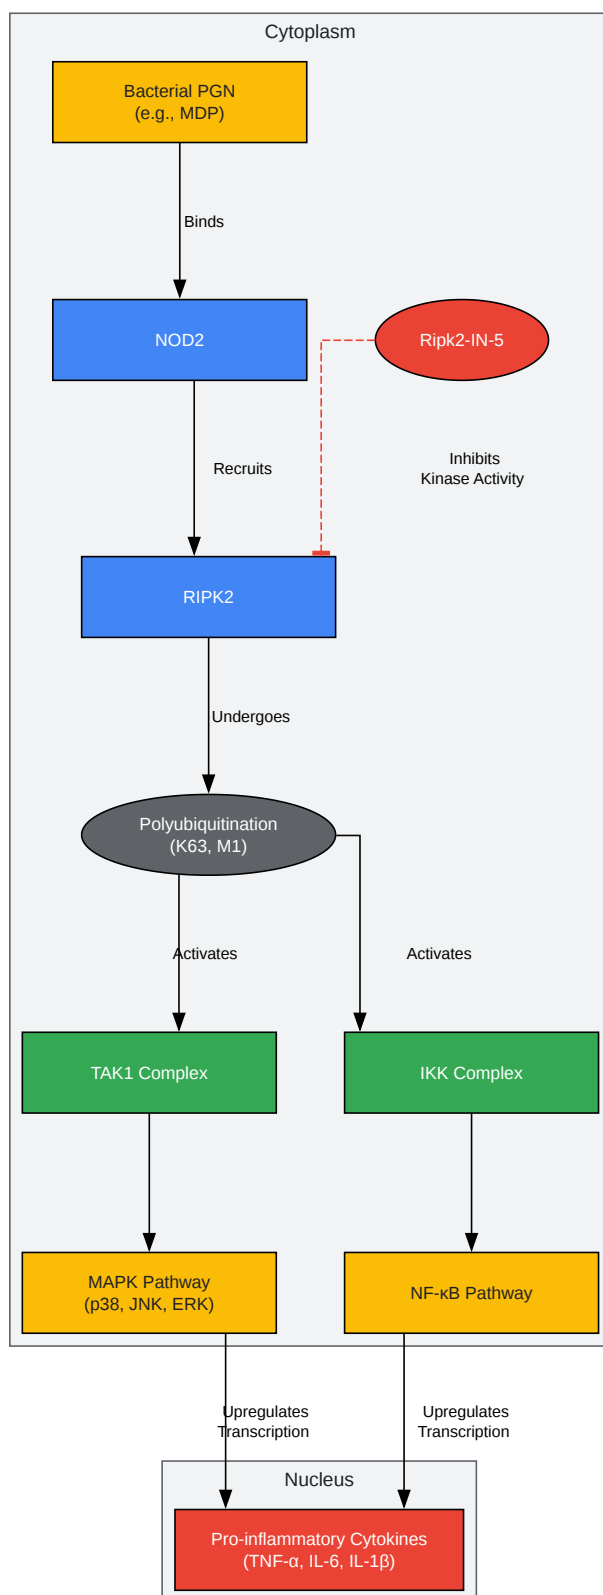 Cytoplasm
Bacterial PGN
(e.g., MDP)
Binds
NOD2
Ripk2-IN-5
Recruits
Inhibits
Kinase Activity
RIPK2
Undergoes
Polyubiquitination
(K63, M1)
Activates
Activates
TAK1 Complex
IKK Complex
MAPK Pathway
(p38, JNK, ERK)
NF-κB Pathway
Upregulates
Transcription
Upregulates
Transcription
Nucleus
Pro-inflammatory Cytokines
(TNF-α, IL-6, IL-1β)